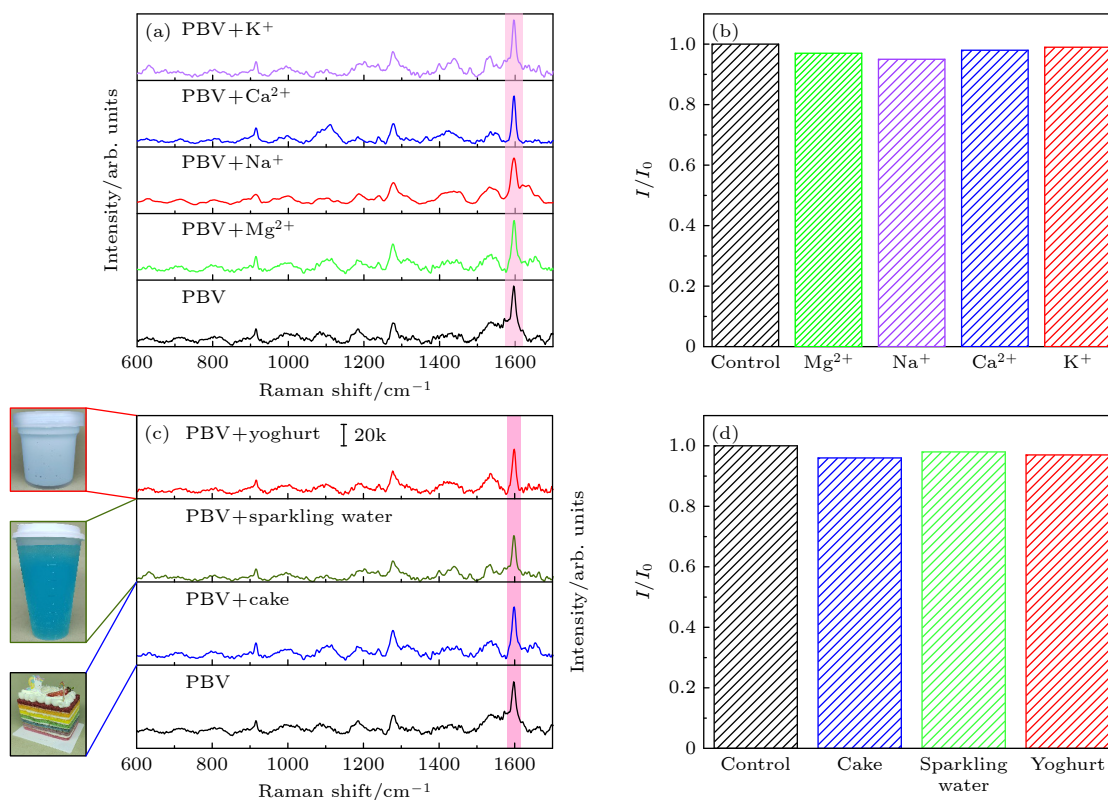 (a)
PBV+K⁺
PBV+Ca²⁺
PBV+Na⁺
PBV+Mg²⁺
PBV
Intensity/arb. units
600 800 1000 1200 1400 1600
Raman shift/cm⁻¹
(b)
1.0
0.8
0.6
0.4
0.2
0
I/I₀
Control Mg²⁺ Na⁺ Ca²⁺ K⁺
(c)
PBV+yoghurt 20k
PBV+sparkling water
PBV+cake
PBV
Intensity/arb. units
600 800 1000 1200 1400 1600
Raman shift/cm⁻¹
(d)
1.0
0.8
0.6
0.4
0.2
0
I/I₀
Control Cake Sparkling Yoghurt
water